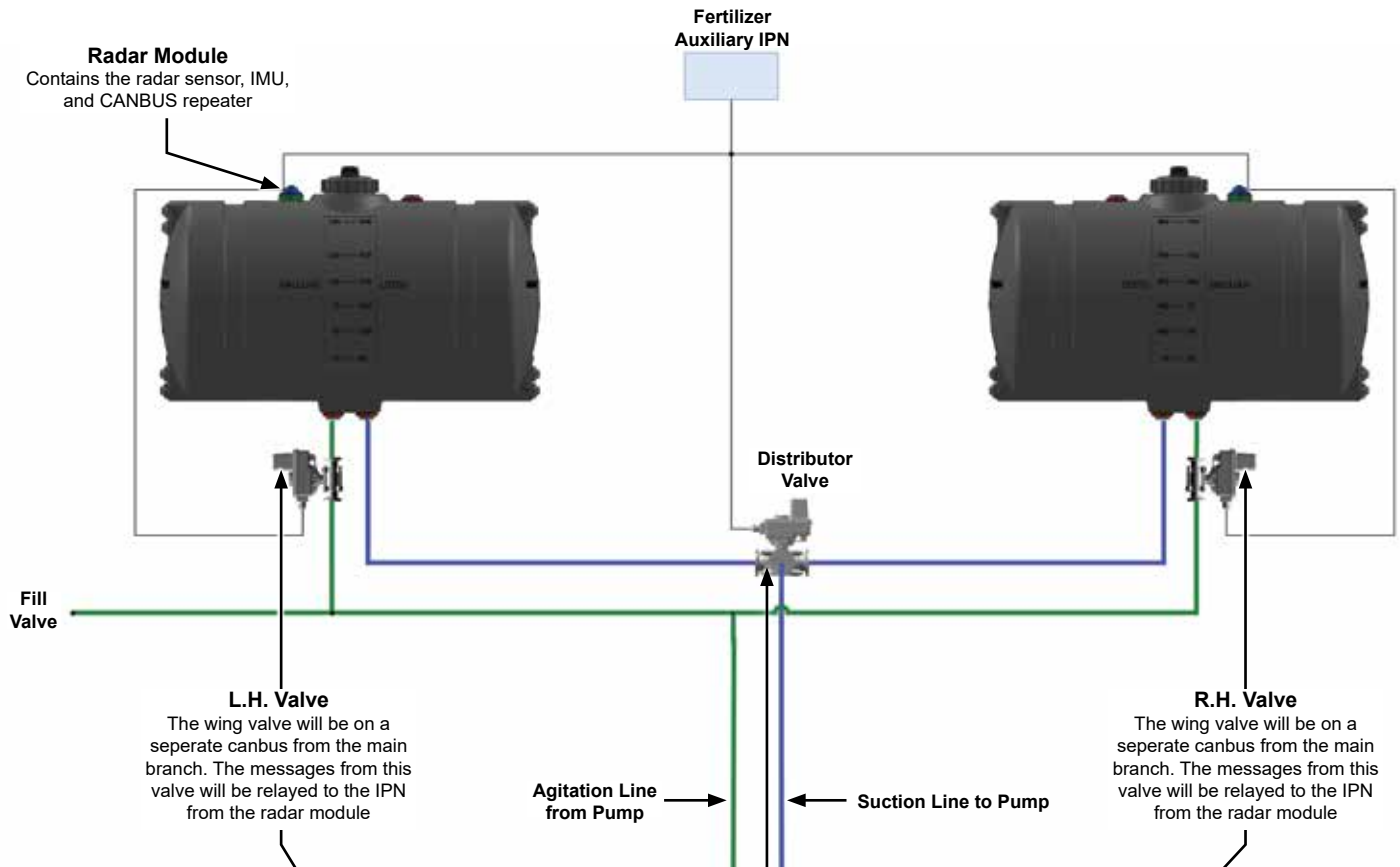 Fertilizer
Auxiliary IPN
Radar Module
Contains the radar sensor, IMU,
and CANBUS repeater
Distributor
Valve
Fill
Valve
L.H. Valve
The wing valve will be on a
seperate canbus from the main
branch. The messages from this
valve will be relayed to the IPN
from the radar module
Agitation Line
from Pump
Suction Line to Pump
R.H. Valve
The wing valve will be on a
seperate canbus from the main
branch. The messages from this
valve will be relayed to the IPN
from the radar module